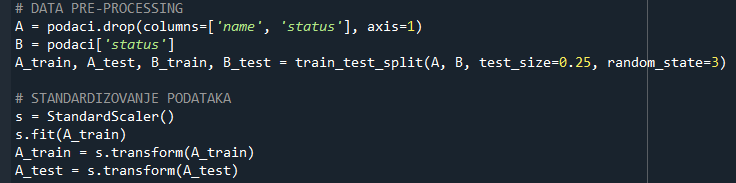 # DATA PRE-PROCESSING
A = podaci.drop(columns=['name', 'status'], axis=1)
B = podaci['status']
A_train, A_test, B_train, B_test = train_test_split(A, B, test_size=0.25, random_state=3)
# STANDARDIZOVANJE PODATAKA
s = StandardScaler()
s.fit(A_train)
A_train = s.transform(A_train)
A_test = s.transform(A_test)